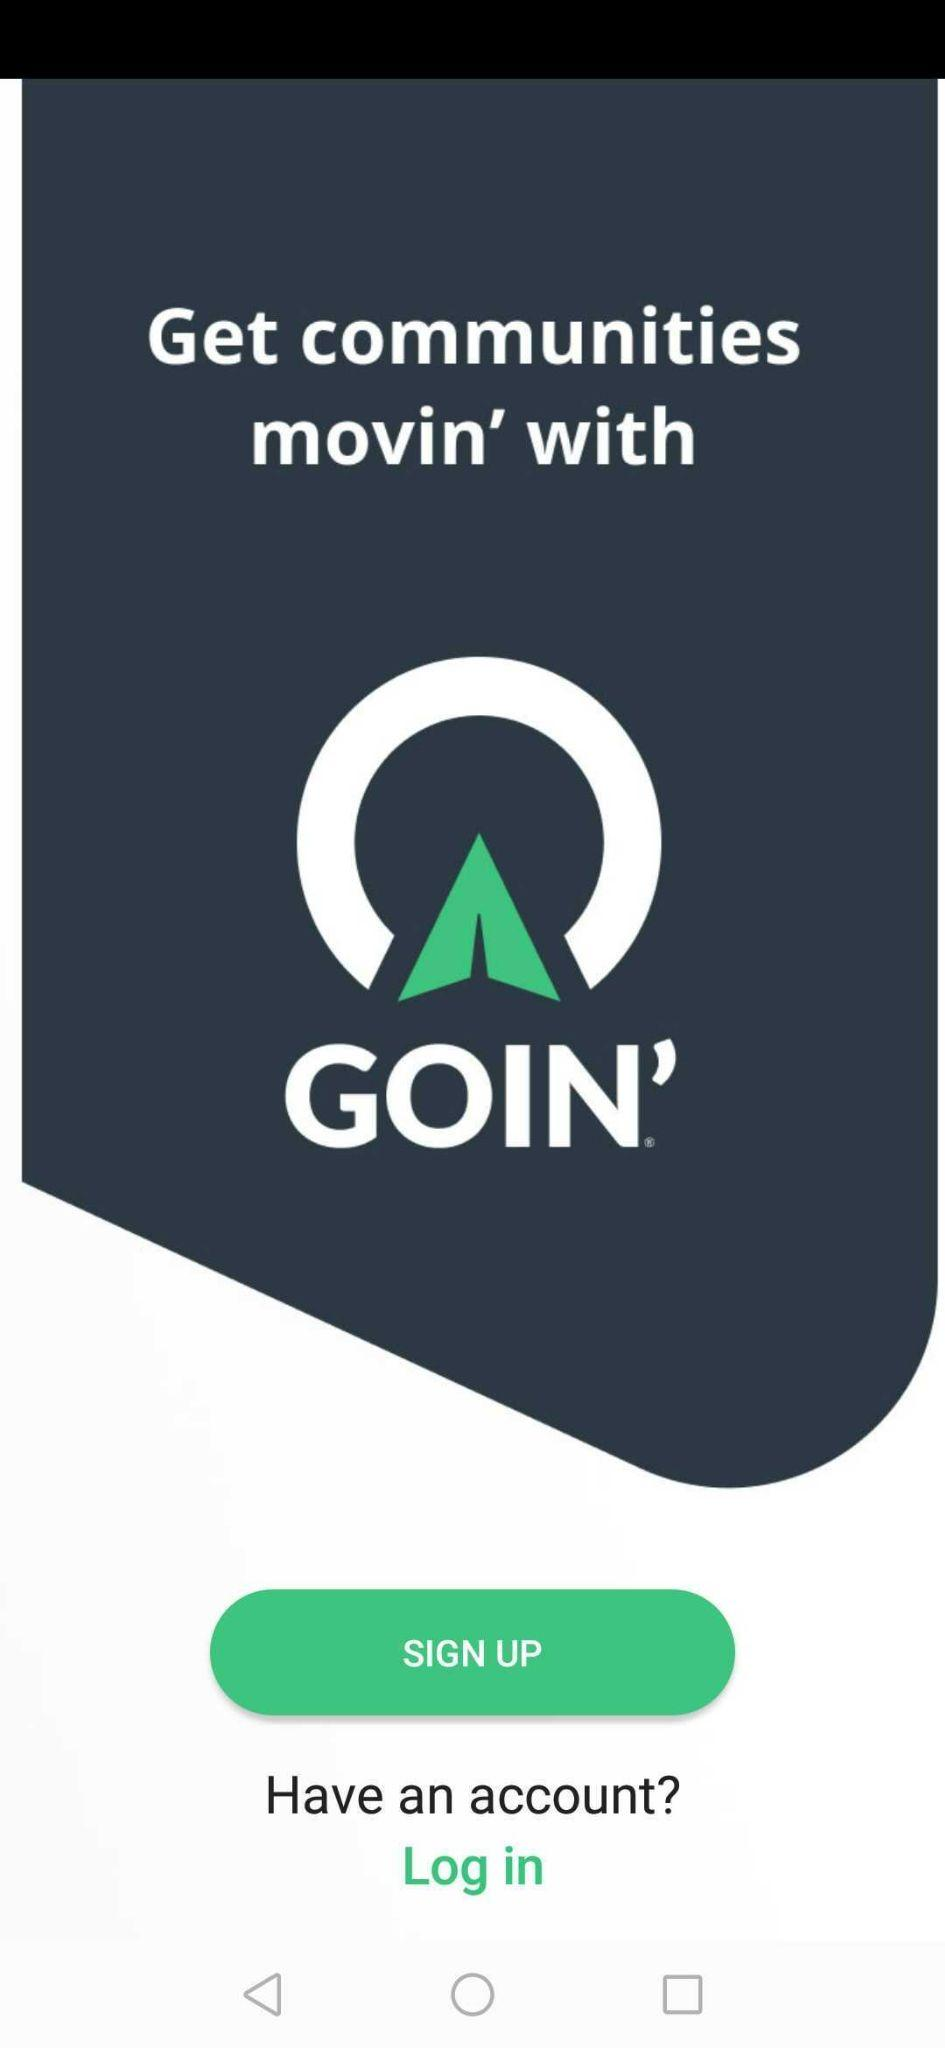 Get communities
movin’ with
GOIN’®
SIGN UP
Have an account?
Log in